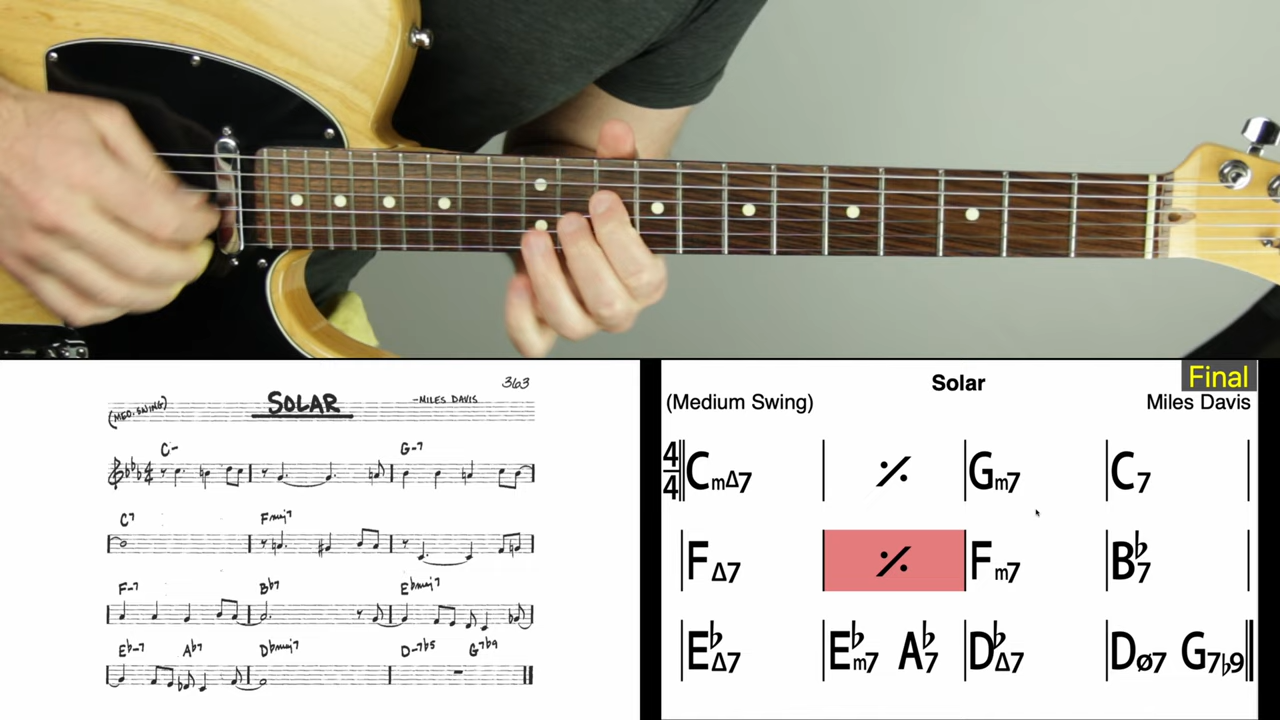 363
(MED. SWING) SOLAR -MILES DAVIS
C- G-7
C7 Fmaj7
F-7 Bb7 Ebmaj7
Eb-7 Ab7 Dbmaj7 D-7b5 G7b9
Final
Solar
(Medium Swing) Miles Davis
4/4 CmΔ7 % Gm7 C7
FΔ7 % Fm7 B♭7
E♭Δ7 E♭m7 A♭7 D♭Δ7 Dø7 G7♭9